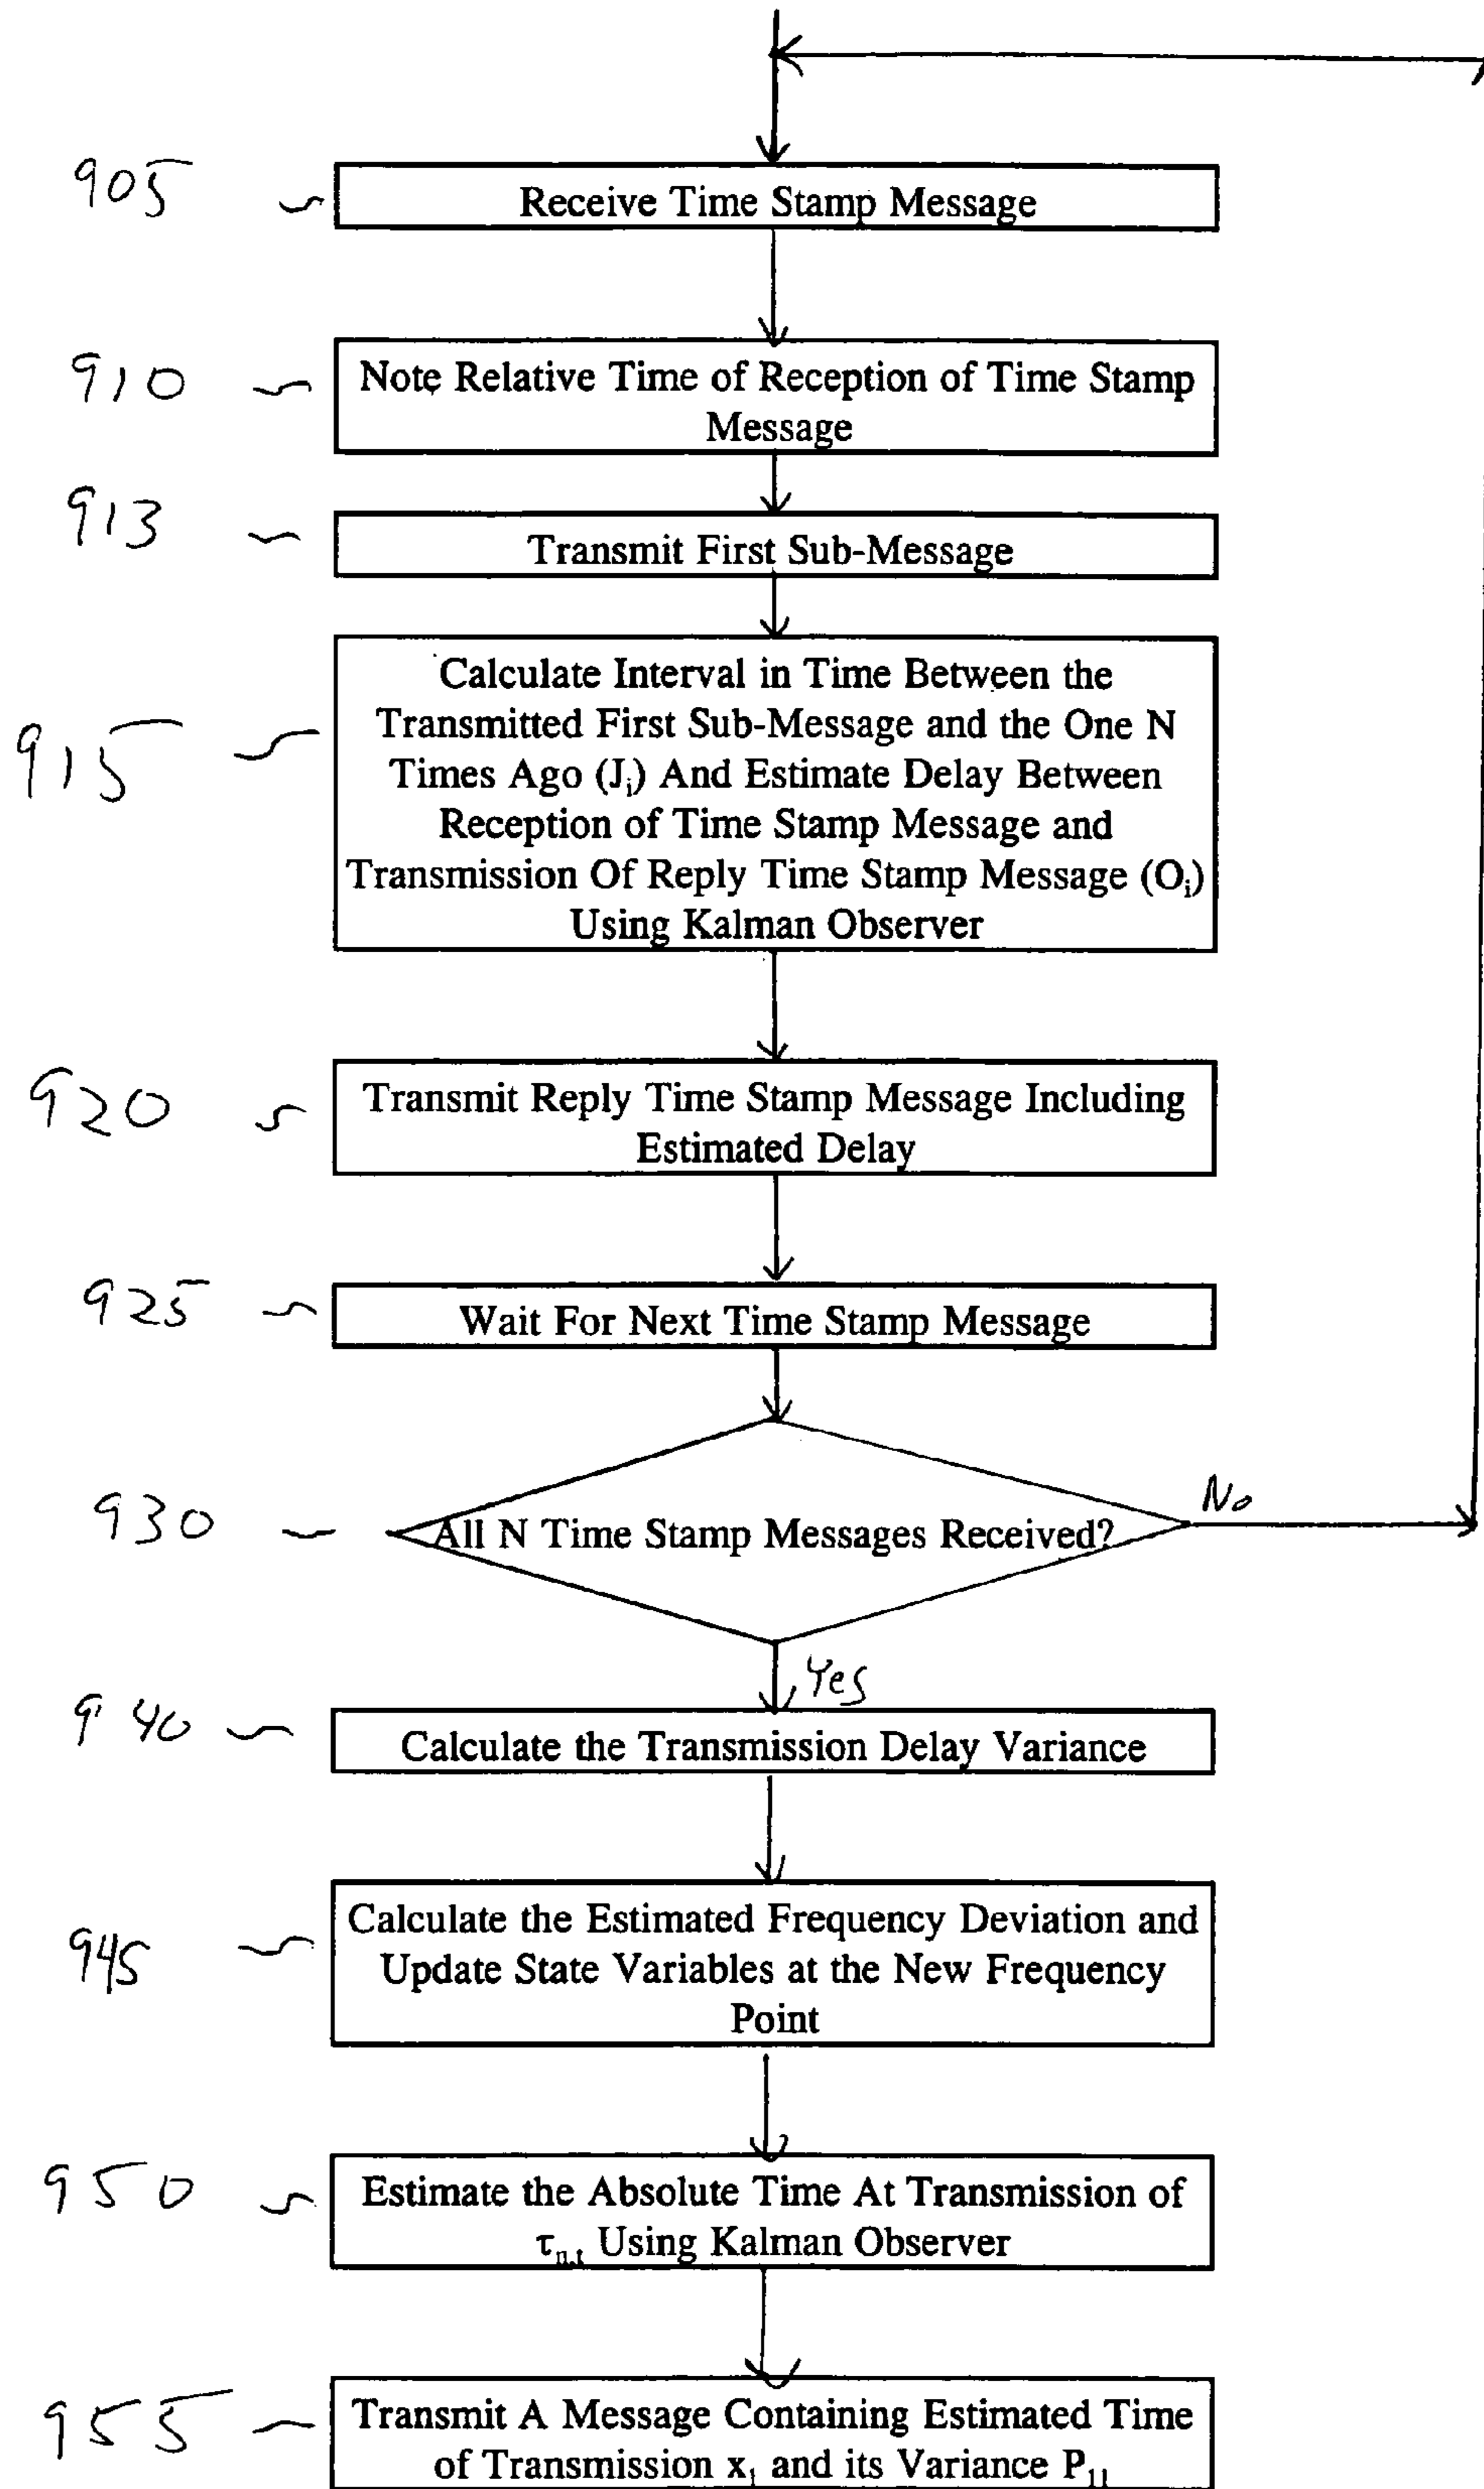 905
Receive Time Stamp Message
910
Note Relative Time of Reception of Time Stamp
Message
913
Transmit First Sub-Message
915
Calculate Interval in Time Between the
Transmitted First Sub-Message and the One N
Times Ago (Jᵢ) And Estimate Delay Between
Reception of Time Stamp Message and
Transmission Of Reply Time Stamp Message (Oᵢ)
Using Kalman Observer
920
Transmit Reply Time Stamp Message Including
Estimated Delay
925
Wait For Next Time Stamp Message
930
All N Time Stamp Messages Received?
No
Yes
940
Calculate the Transmission Delay Variance
945
Calculate the Estimated Frequency Deviation and
Update State Variables at the New Frequency
Point
950
Estimate the Absolute Time At Transmission of
τₙ,ₜ Using Kalman Observer
955
Transmit A Message Containing Estimated Time
of Transmission x₁ and its Variance P₁₁